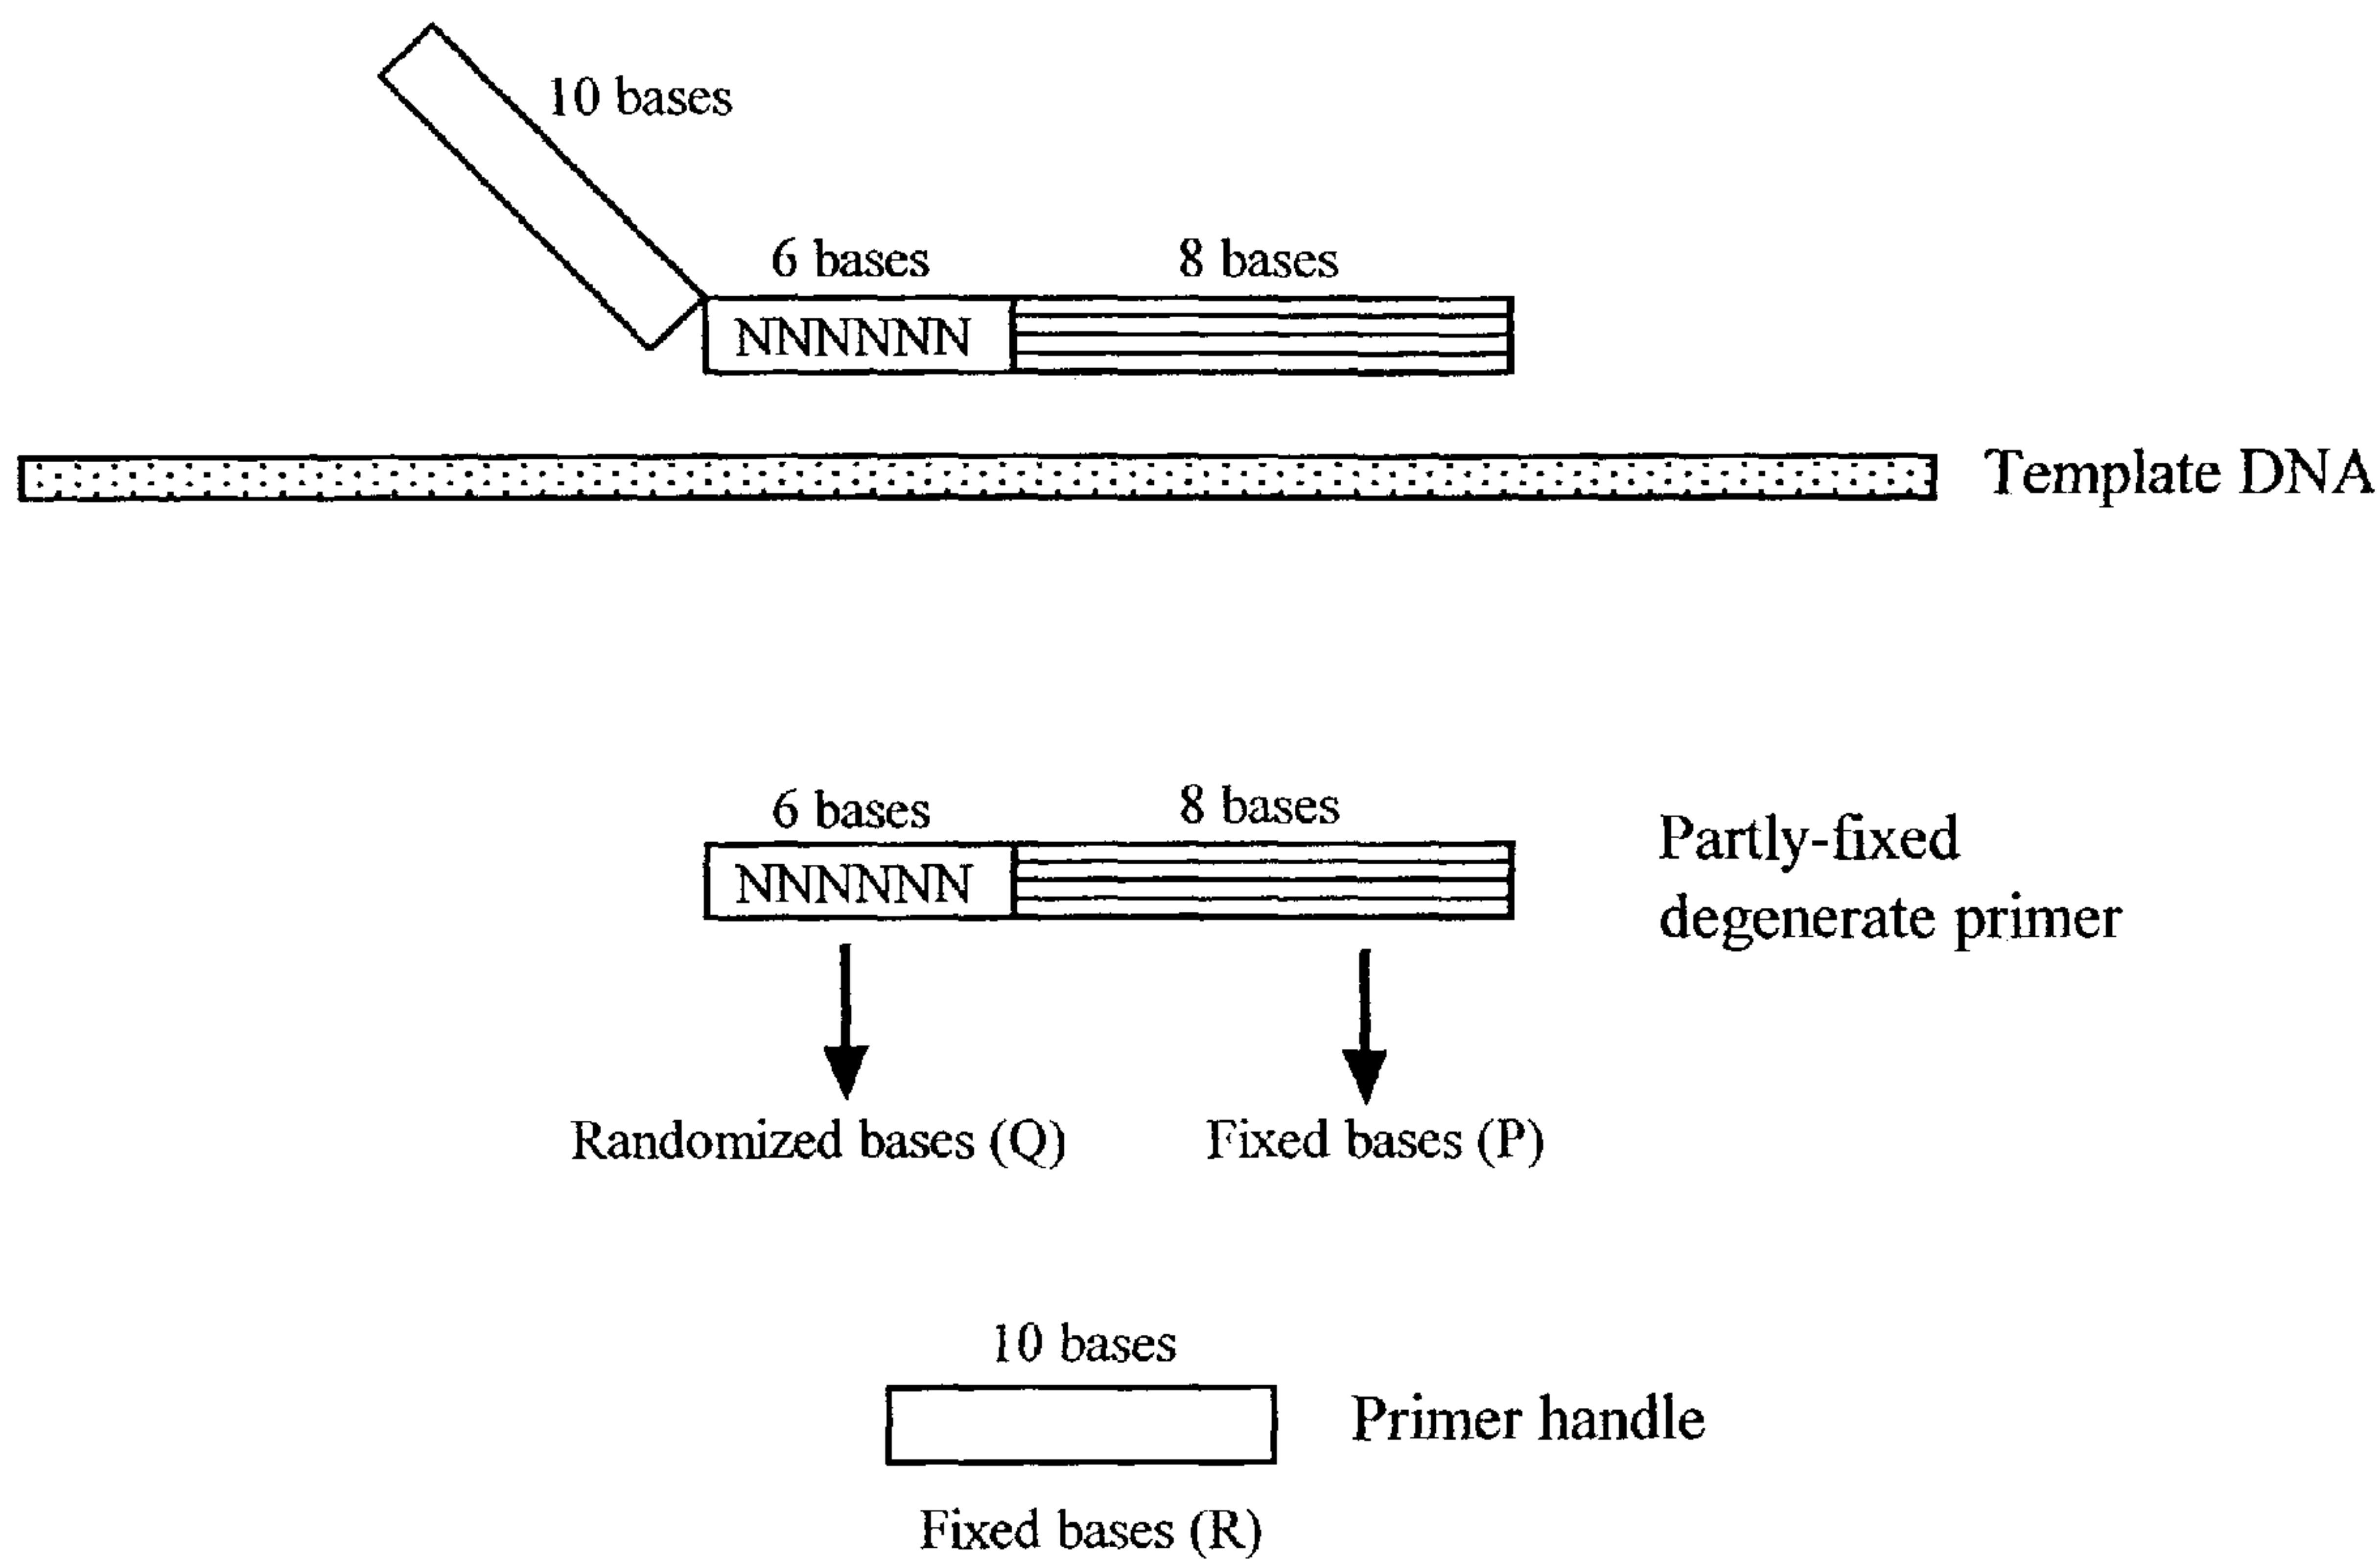 10 bases
6 bases 8 bases
NNNNNN
Template DNA
6 bases 8 bases
NNNNNN
Partly-fixed
degenerate primer
Randomized bases (Q) Fixed bases (P)
10 bases
Primer handle
Fixed bases (R)